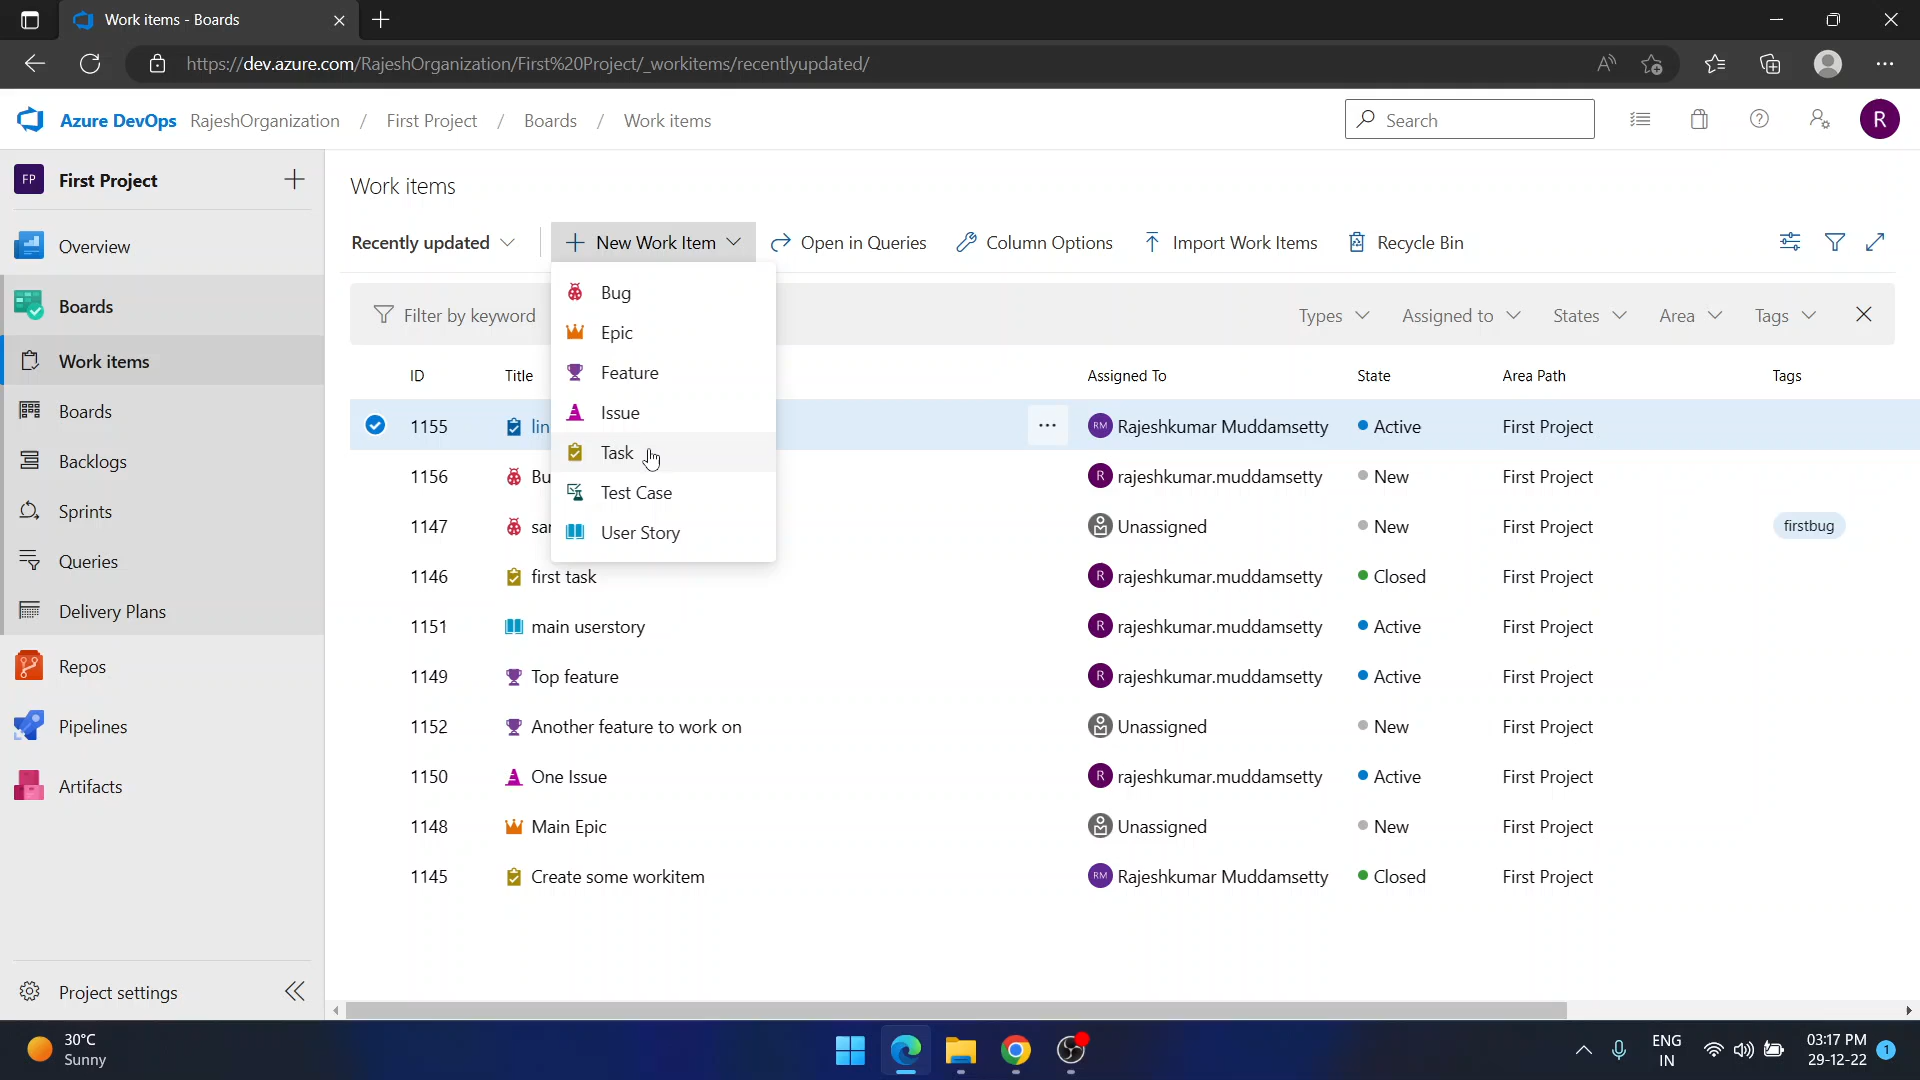 Work items - Boards
https://dev.azure.com/RajeshOrganization/First%20Project/_workitems/recentlyupdated/
Azure DevOps RajeshOrganization / First Project / Boards / Work items
Search
R
FP First Project
Overview
Boards
Work items
Boards
Backlogs
Sprints
Queries
Delivery Plans
Repos
Pipelines
Artifacts
Project settings
Work items
Recently updated New Work Item Open in Queries Column Options Import Work Items Recycle Bin
Bug
Epic
Feature
Issue
Task
Test Case
User Story
Filter by keyword Types Assigned to States Area Tags
ID Title Assigned To State Area Path Tags
1155 lin RM Rajeshkumar Muddamsetty Active First Project
1156 Bu R rajeshkumar.muddamsetty New First Project
1147 sar Unassigned New First Project firstbug
1146 first task R rajeshkumar.muddamsetty Closed First Project
1151 main userstory R rajeshkumar.muddamsetty Active First Project
1149 Top feature R rajeshkumar.muddamsetty Active First Project
1152 Another feature to work on Unassigned New First Project
1150 One Issue R rajeshkumar.muddamsetty Active First Project
1148 Main Epic Unassigned New First Project
1145 Create some workitem RM Rajeshkumar Muddamsetty Closed First Project
30°C
Sunny
ENG
IN
03:17 PM
29-12-22
1